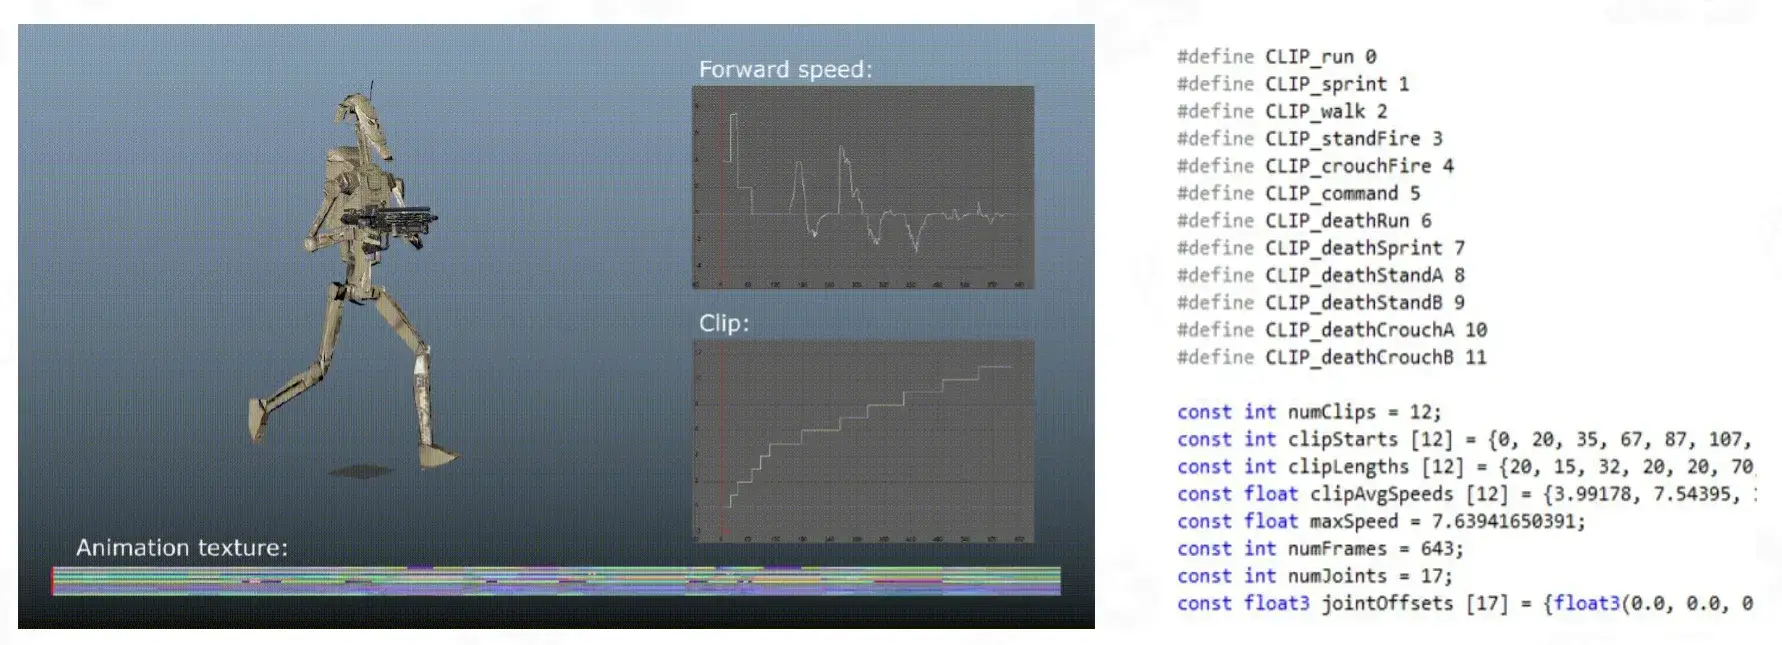 Forward speed:
Clip:
Animation texture:
#define CLIP_run 0
#define CLIP_sprint 1
#define CLIP_walk 2
#define CLIP_standFire 3
#define CLIP_crouchFire 4
#define CLIP_command 5
#define CLIP_deathRun 6
#define CLIP_deathSprint 7
#define CLIP_deathStandA 8
#define CLIP_deathStandB 9
#define CLIP_deathCrouchA 10
#define CLIP_deathCrouchB 11
const int numClips = 12;
const int clipStarts [12] = {0, 20, 35, 67, 87, 107,
const int clipLengths [12] = {20, 15, 32, 20, 20, 70,
const float clipAvgSpeeds [12] = {3.99178, 7.54395,
const float maxSpeed = 7.63941650391;
const int numFrames = 643;
const int numJoints = 17;
const float3 jointOffsets [17] = {float3(0.0, 0.0, 0